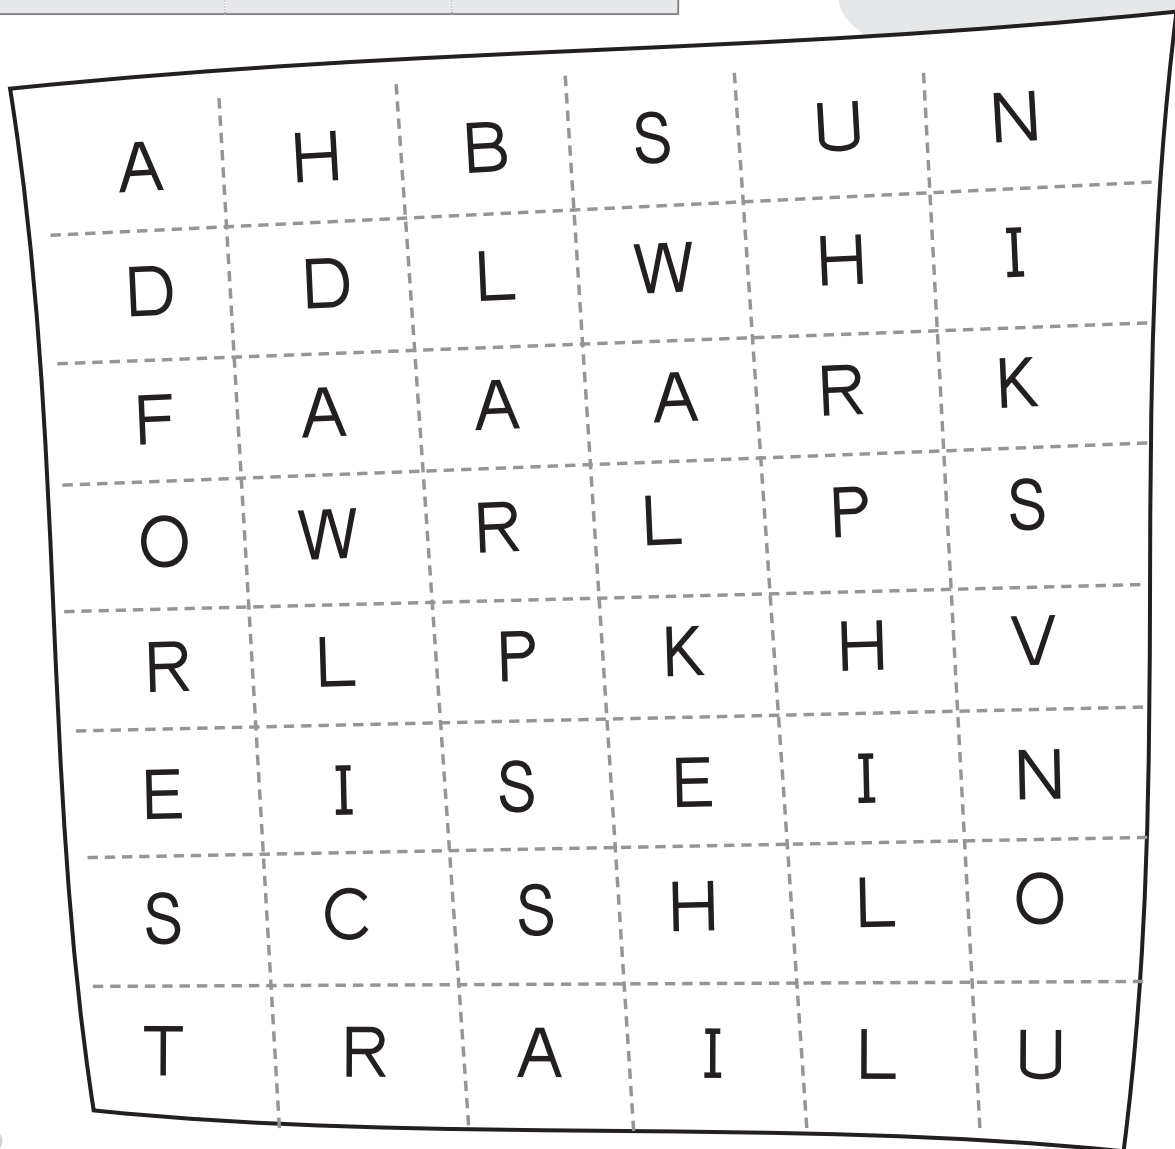 A H B S U N
D D L W H I
F A A A R K
O W R L P S
R L P K H V
E I S E I N
S C S H L O
T R A I L U